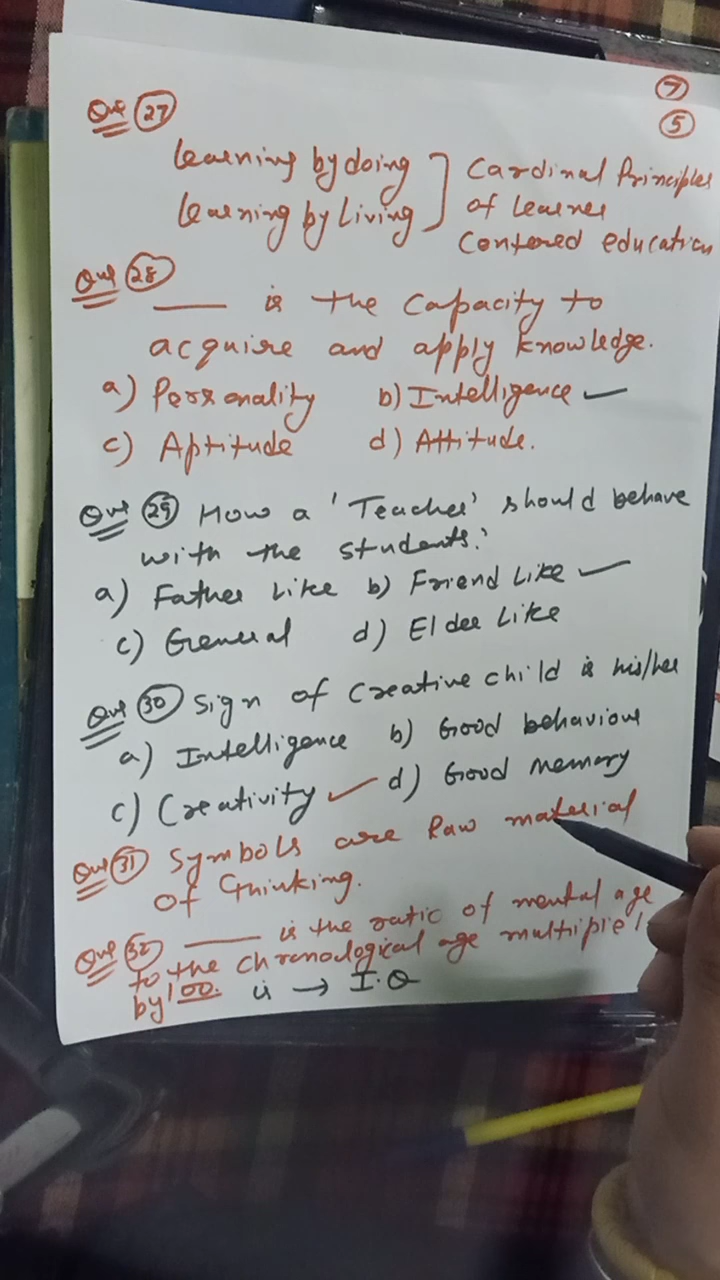 7
5
Que 27
Learning by doing ] Cardinal Principles
Learning by Living ] of Learner
Centered education
Que 28
___ is the capacity to
acquire and apply knowledge.
a) Personality b) Intelligence ✓
c) Aptitude d) Attitude.
Que 29 How a 'Teacher' should behave
with the students?
a) Father Like b) Friend Like ✓
c) General d) Elder Like
Que 30 Sign of Creative child is his/her
a) Intelligence b) Good behaviour
c) Creativity ✓ d) Good memory
Que 31 Symbols are Raw material
of thinking.
Que 32 ___ is the ratio of mental age
to the chronological age multiple
by 100. is → I.Q